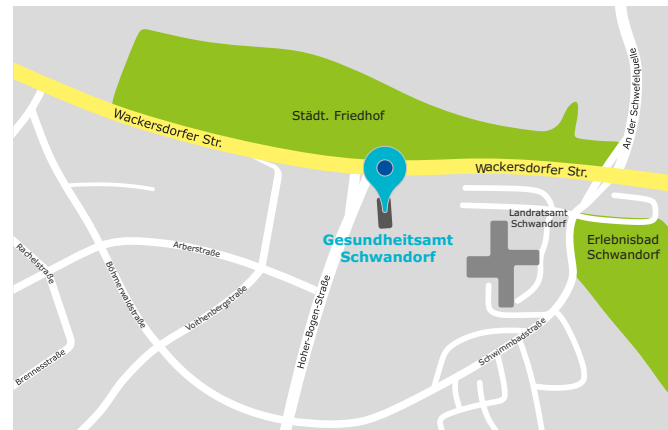 An der Schwefelquelle
Städt. Friedhof
Wackersdorfer Str.
Wackersdorfer Str.
Landratsamt
Schwandorf
Gesundheitsamt
Schwandorf
Erlebnisbad
Schwandorf
Arberstraße
Rachelstraße
Böhmerwaldstraße
Voithenbergstraße
Hoher-Bogen-Straße
Schwimmbadstraße
Brennesstraße